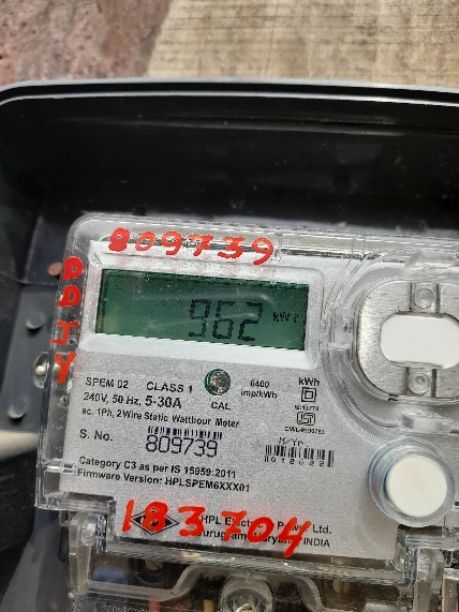 809739
DDJY
962 kWh
SPEM 02 CLASS 1 6400 imp/kWh kWh
240V, 50 Hz, 5-30A CAL
ac. 1Ph, 2Wire Static Watthour Meter
S. No. 809739
M/Yr
Category C3 as per IS 15959:2011
Firmware Version: HPLSPEM6XXX01
183704
HPL Ltd.
INDIA